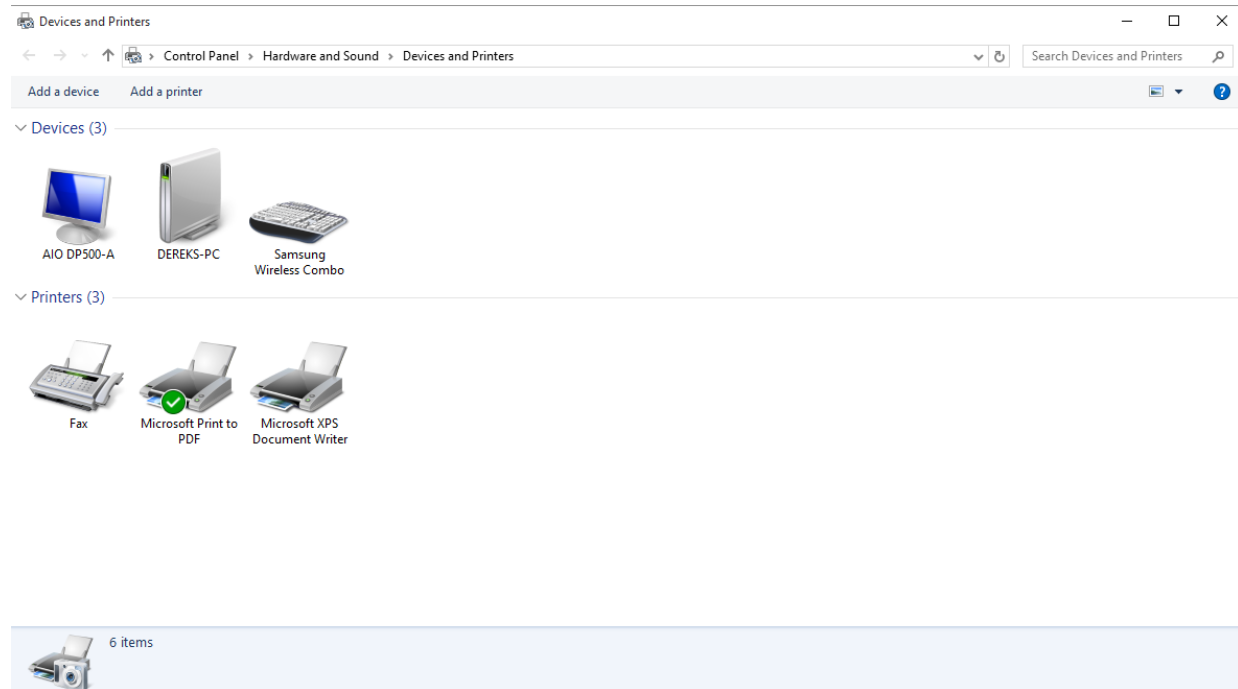 Devices and Printers
Control Panel > Hardware and Sound > Devices and Printers
Search Devices and Printers
Add a device
Add a printer
?
Devices (3)
AIO DP500-A
DEREKS-PC
Samsung
Wireless Combo
Printers (3)
Fax
Microsoft Print to
PDF
Microsoft XPS
Document Writer
6 items